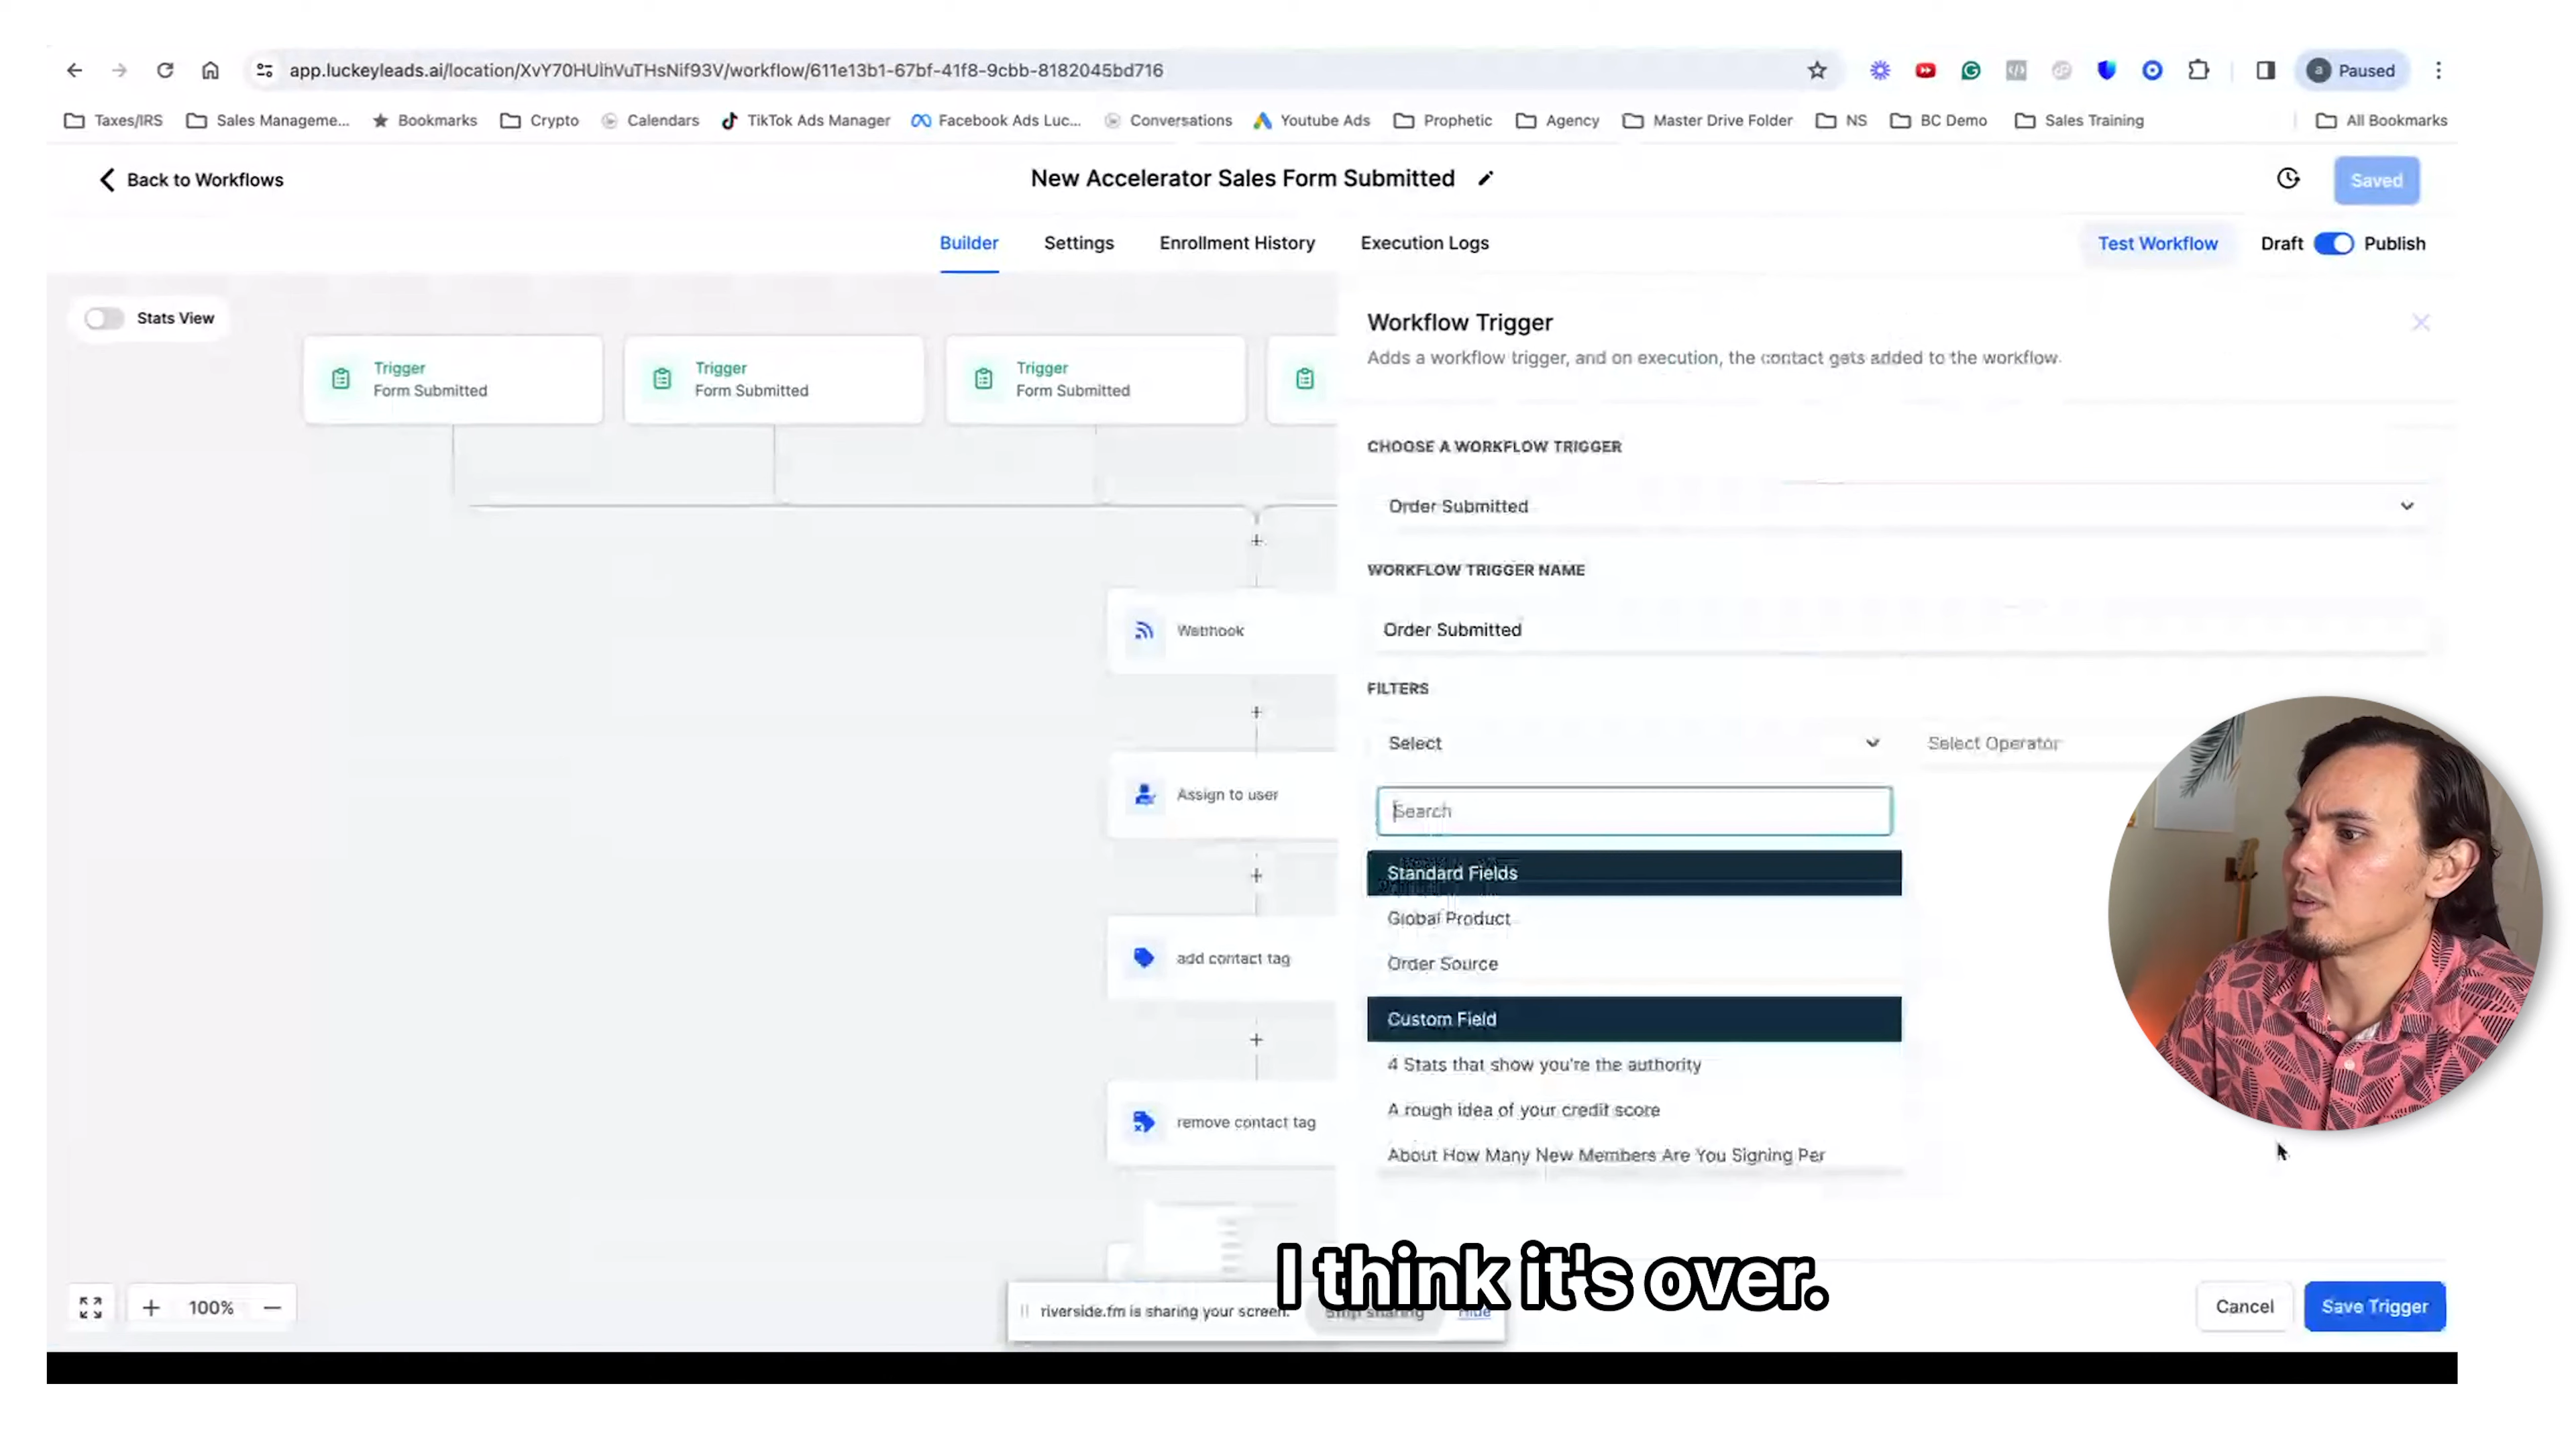 app.luckeyleads.ai/location/XvY70HUlhVuTHsNif93V/workflow/611e13b1-67bf-41f8-9cbb-8182045bd716
a Paused
Taxes/IRS Sales Manageme... Bookmarks Crypto Calendars TikTok Ads Manager Facebook Ads Luc... Conversations Youtube Ads Prophetic Agency Master Drive Folder NS BC Demo Sales Training All Bookmarks
Back to Workflows New Accelerator Sales Form Submitted Saved
Builder Settings Enrollment History Execution Logs Test Workflow Draft Publish
Stats View
Trigger
Form Submitted
Trigger
Form Submitted
Trigger
Form Submitted
Webhook
Assign to user
add contact tag
remove contact tag
Workflow Trigger
Adds a workflow trigger, and on execution, the contact gets added to the workflow.
CHOOSE A WORKFLOW TRIGGER
Order Submitted
WORKFLOW TRIGGER NAME
Order Submitted
FILTERS
Select Select Operator
Search
Standard Fields
Global Product
Order Source
Custom Field
4 Stats that show you're the authority
A rough idea of your credit score
About How Many New Members Are You Signing Per
I think it's over.
100%
riverside.fm is sharing your screen. Stop sharing Hide
Cancel Save Trigger